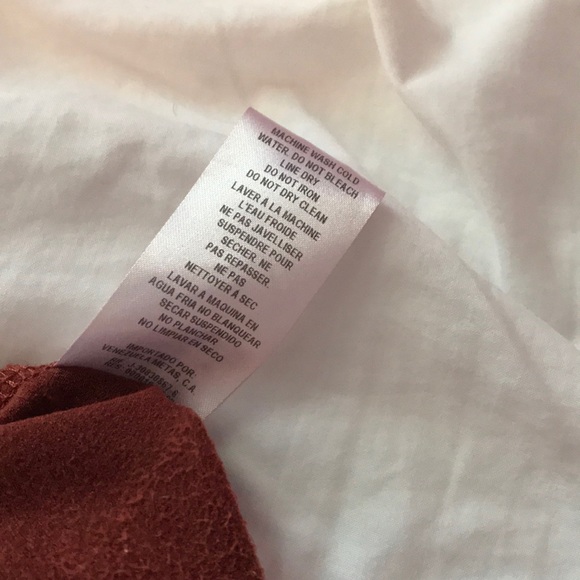 MACHINE WASH COLD
WATER. DO NOT BLEACH
LINE DRY
DO NOT IRON
DO NOT DRY CLEAN
LAVER À LA MACHINE
L'EAU FROIDE
NE PAS JAVELLISER
SUSPENDRE POUR
SECHER. NE
PAS REPASSER.
NE PAS
NETTOYER A SEC
LAVAR A MAQUINA EN
AGUA FRIA NO BLANQUEAR
SECAR SUSPENDIDO
NO PLANCHAR
NO LIMPIAR EN SECO
IMPORTADO POR.
VENEZUELA METAS, C.A